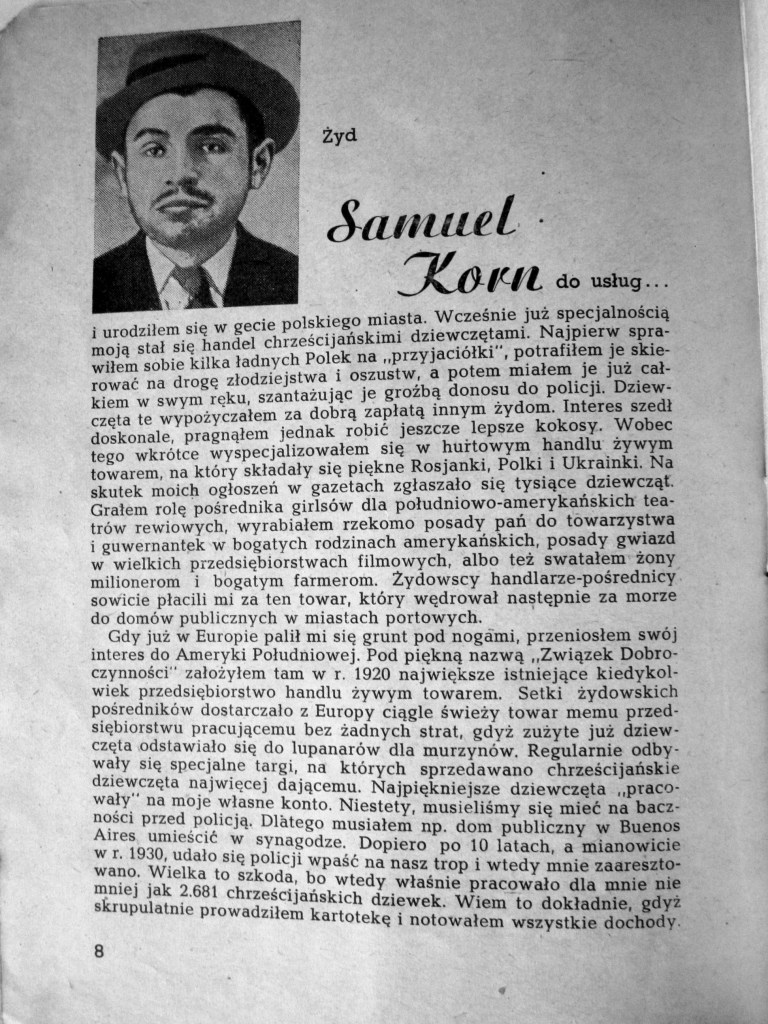 Żyd
Samuel
Korn do usług...
i urodziłem się w gecie polskiego miasta. Wcześnie już specjalnością
moją stał się handel chrześcijańskimi dziewczętami. Najpierw spra-
wiłem sobie kilka ładnych Polek na „przyjaciółki", potrafiłem je skie-
rować na drogę złodziejstwa i oszustw, a potem miałem je już cał-
kiem w swym ręku, szantażując je groźbą donosu do policji. Dziew-
częta te wypożyczałem za dobrą zapłatą innym żydom. Interes szedł
doskonale, pragnąłem jednak robić jeszcze lepsze kokosy. Wobec
tego wkrótce wyspecjalizowałem się w hurtowym handlu żywym
towarem, na który składały się piękne Rosjanki, Polki i Ukrainki. Na
skutek moich ogłoszeń w gazetach zgłaszało się tysiące dziewcząt.
Grałem rolę pośrednika girlsów dla południowo-amerykańskich tea-
trów rewiowych, wyrabiałem rzekomo posady pań do towarzystwa
i guwernantek w bogatych rodzinach amerykańskich, posady gwiazd
w wielkich przedsiębiorstwach filmowych, albo też swatałem żony
milionerom i bogatym farmerom. Żydowscy handlarze-pośrednicy
sowicie płacili mi za ten towar, który wędrował następnie za morze
do domów publicznych w miastach portowych.
Gdy już w Europie palił mi się grunt pod nogami, przeniosłem swój
interes do Ameryki Południowej. Pod piękną nazwą „Związek Dobro-
czynności" założyłem tam w r. 1920 największe istniejące kiedykol-
wiek przedsiębiorstwo handlu żywym towarem. Setki żydowskich
pośredników dostarczało z Europy ciągle świeży towar memu przed-
siębiorstwu pracującemu bez żadnych strat, gdyż zużyte już dziew-
częta odstawiało się do lupanarów dla murzynów. Regularnie odby-
wały się specjalne targi, na których sprzedawano chrześcijańskie
dziewczęta najwięcej dającemu. Najpiękniejsze dziewczęta „praco-
wały" na moje własne konto. Niestety, musieliśmy się mieć na bacz-
ności przed policją. Dlatego musiałem np. dom publiczny w Buenos
Aires umieścić w synagodze. Dopiero po 10 latach, a mianowicie
w r. 1930, udało się policji wpaść na nasz trop i wtedy mnie zaareszto-
wano. Wielka to szkoda, bo wtedy właśnie pracowało dla mnie nie
mniej jak 2.681 chrześcijańskich dziewek. Wiem to dokładnie, gdyż
skrupulatnie prowadziłem kartotekę i notowałem wszystkie dochody.
8